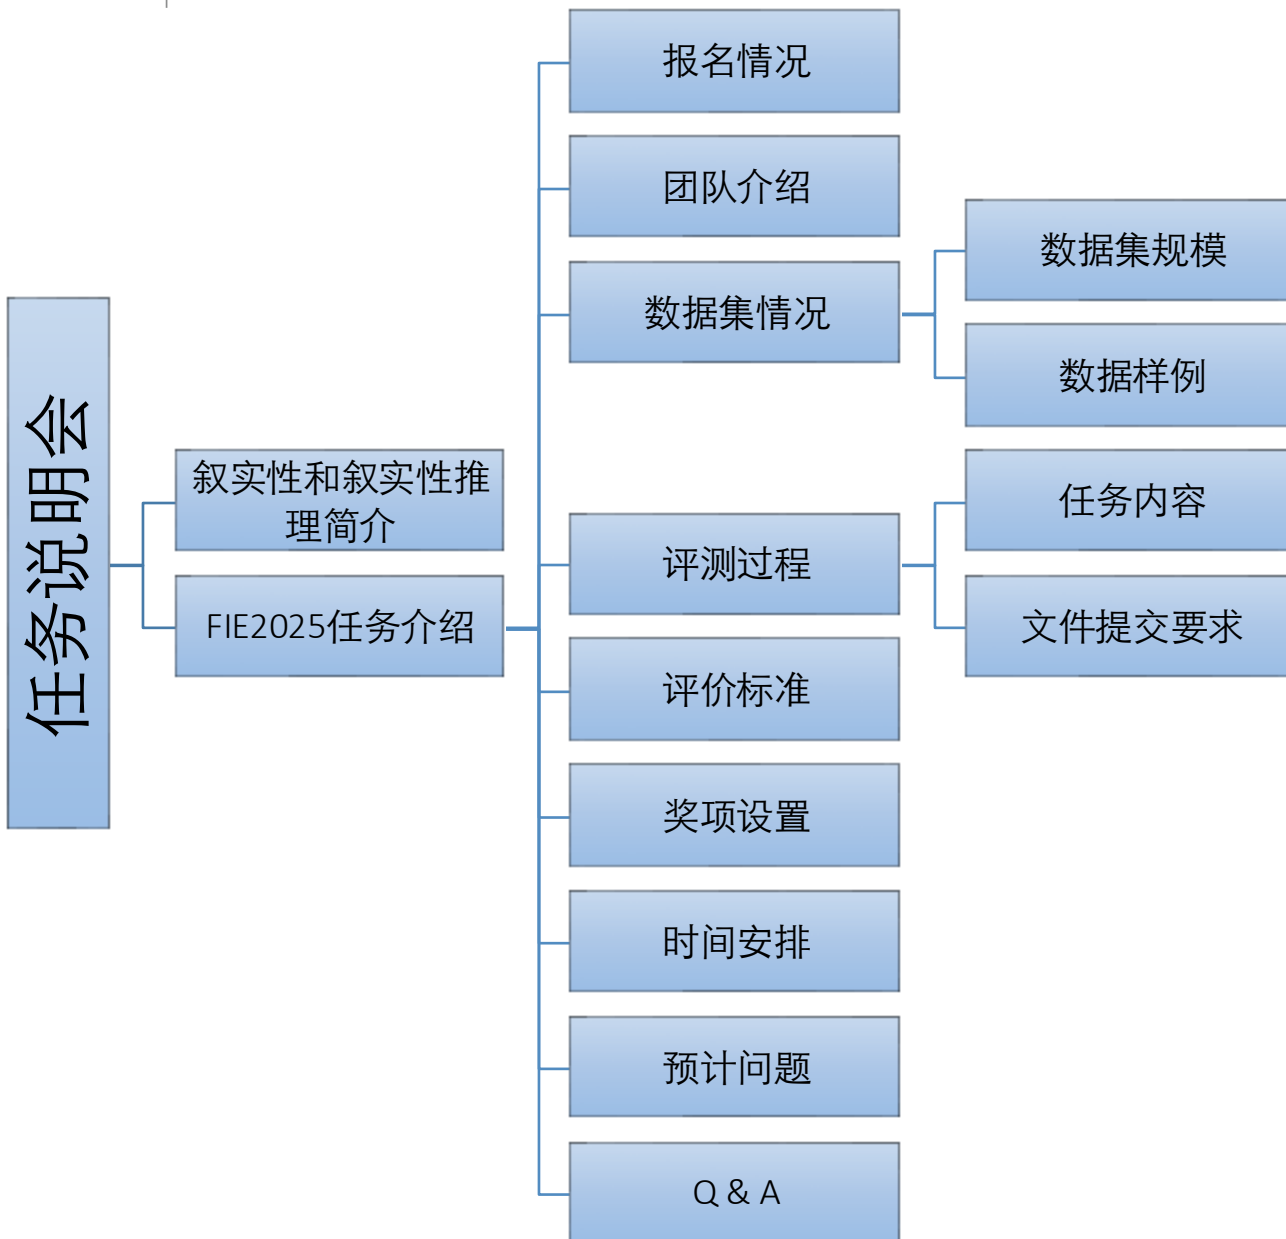 任务说明会
叙实性和叙实性推
理简介
FIE2025任务介绍
报名情况
团队介绍
数据集情况
数据集规模
数据样例
评测过程
任务内容
文件提交要求
评价标准
奖项设置
时间安排
预计问题
Q & A